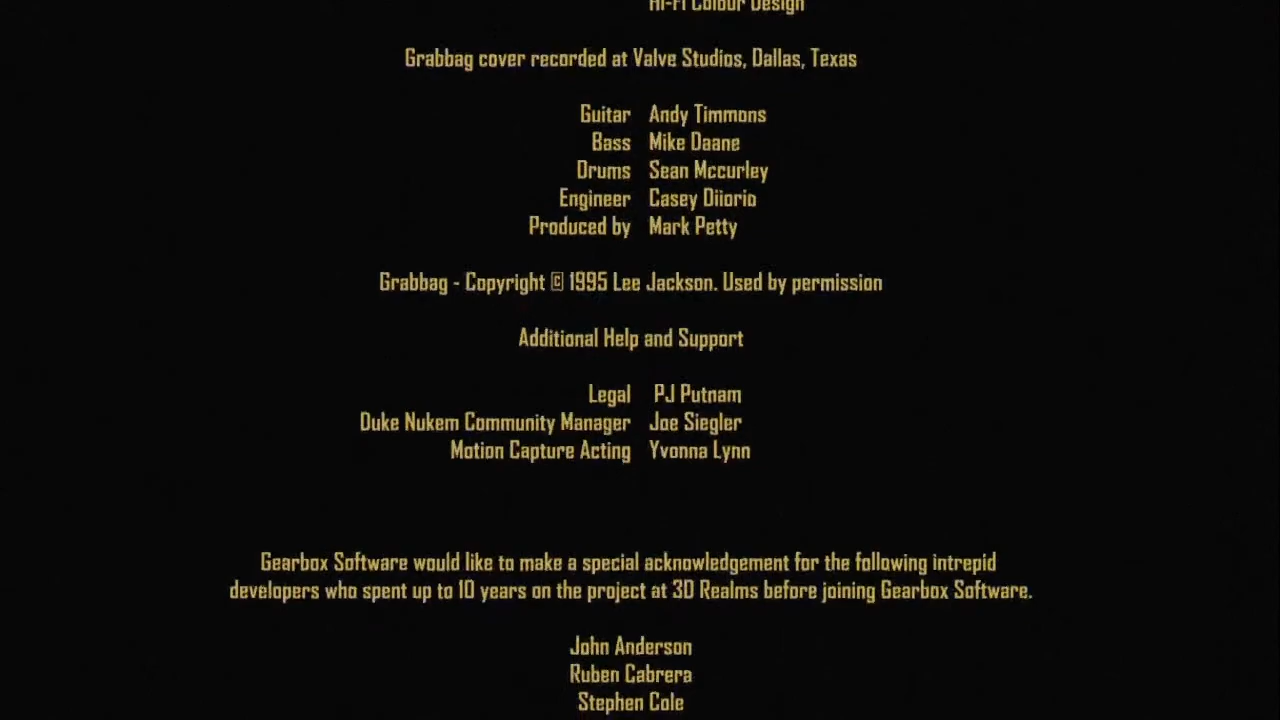 Hi-Fi Colour Design
Grabbag cover recorded at Valve Studios, Dallas, Texas
Guitar Andy Timmons
Bass Mike Daane
Drums Sean Mccurley
Engineer Casey Diiorio
Produced by Mark Petty
Grabbag - Copyright © 1995 Lee Jackson. Used by permission
Additional Help and Support
Legal PJ Putnam
Duke Nukem Community Manager Joe Siegler
Motion Capture Acting Yvonna Lynn
Gearbox Software would like to make a special acknowledgement for the following intrepid
developers who spent up to 10 years on the project at 3D Realms before joining Gearbox Software.
John Anderson
Ruben Cabrera
Stephen Cole